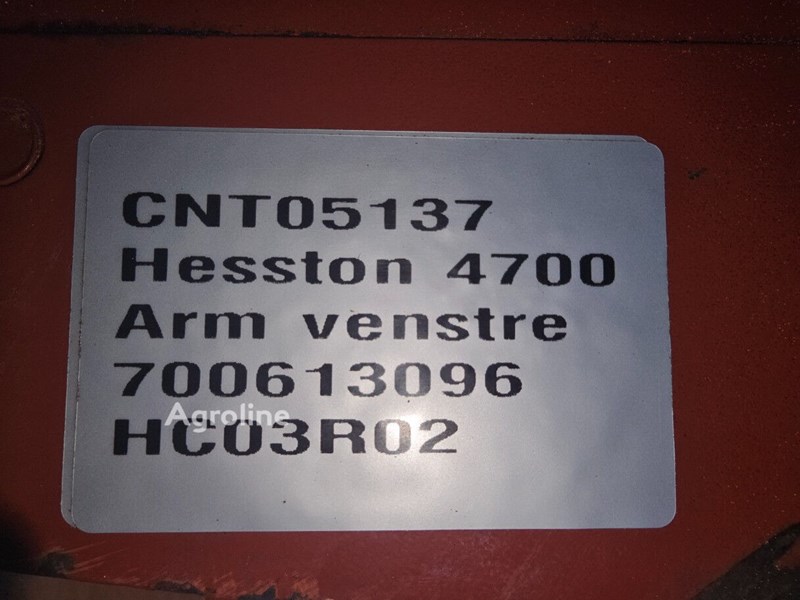 CNT05137
Hesston 4700
Arm venstre
700613096
Agroline
HC03R02